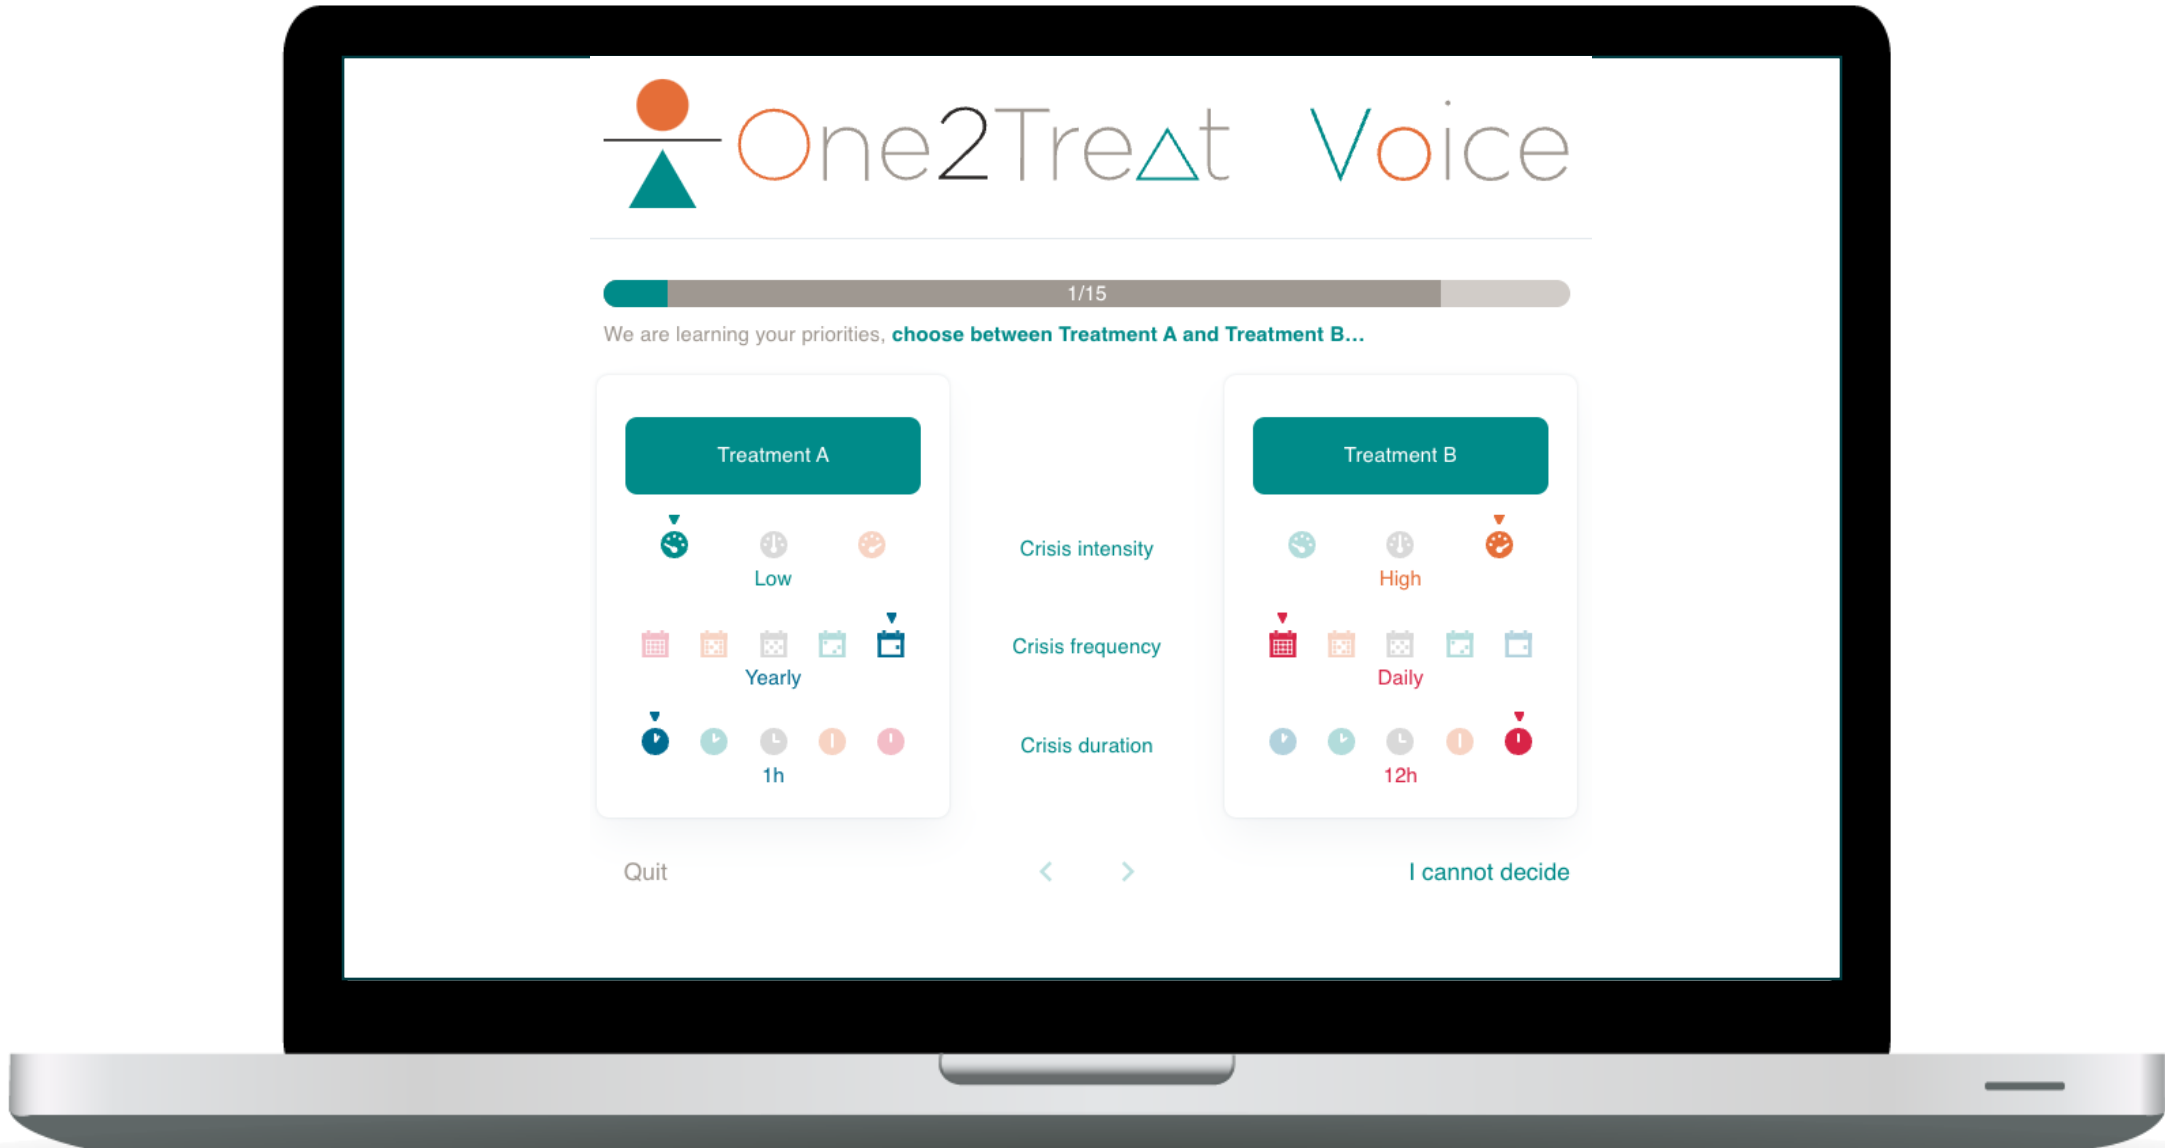 One2Treat Voice
1/15
We are learning your priorities, choose between Treatment A and Treatment B...
Treatment A
Treatment B
Crisis intensity
Low
High
Crisis frequency
Yearly
Daily
Crisis duration
1h
12h
Quit
< >
I cannot decide